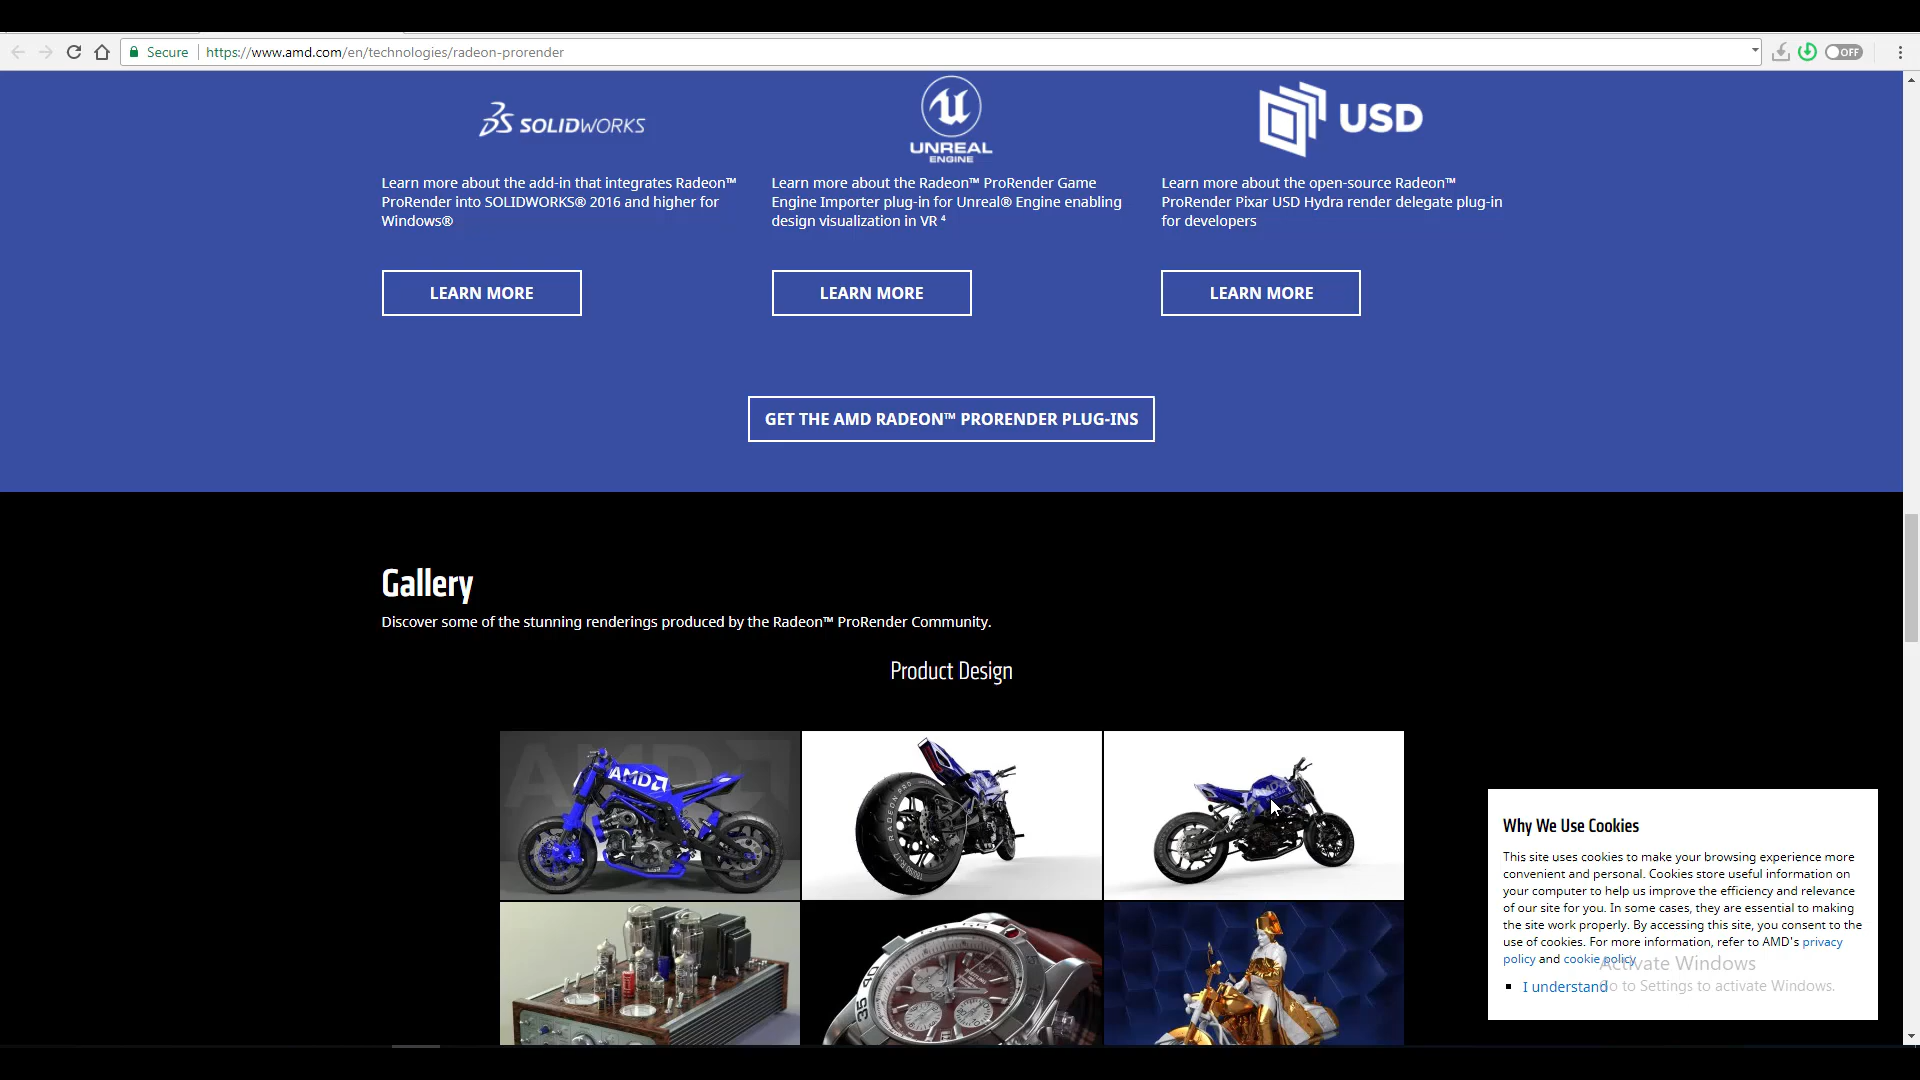 Secure https://www.amd.com/en/technologies/radeon-prorender
OFF
SOLIDWORKS
UNREAL
ENGINE
USD
Learn more about the add-in that integrates Radeon™
ProRender into SOLIDWORKS® 2016 and higher for
Windows®
Learn more about the Radeon™ ProRender Game
Engine Importer plug-in for Unreal® Engine enabling
design visualization in VR ⁴
Learn more about the open-source Radeon™
ProRender Pixar USD Hydra render delegate plug-in
for developers
LEARN MORE
LEARN MORE
LEARN MORE
GET THE AMD RADEON™ PRORENDER PLUG-INS
Gallery
Discover some of the stunning renderings produced by the Radeon™ ProRender Community.
Product Design
AMD
AMD
RADEON PRO
AMD
40
35
Why We Use Cookies
This site uses cookies to make your browsing experience more
convenient and personal. Cookies store useful information on
your computer to help us improve the efficiency and relevance
of our site for you. In some cases, they are essential to making
the site work properly. By accessing this site, you consent to the
use of cookies. For more information, refer to AMD's privacy
policy and cookie policy.
I understand
Activate Windows
Go to Settings to activate Windows.